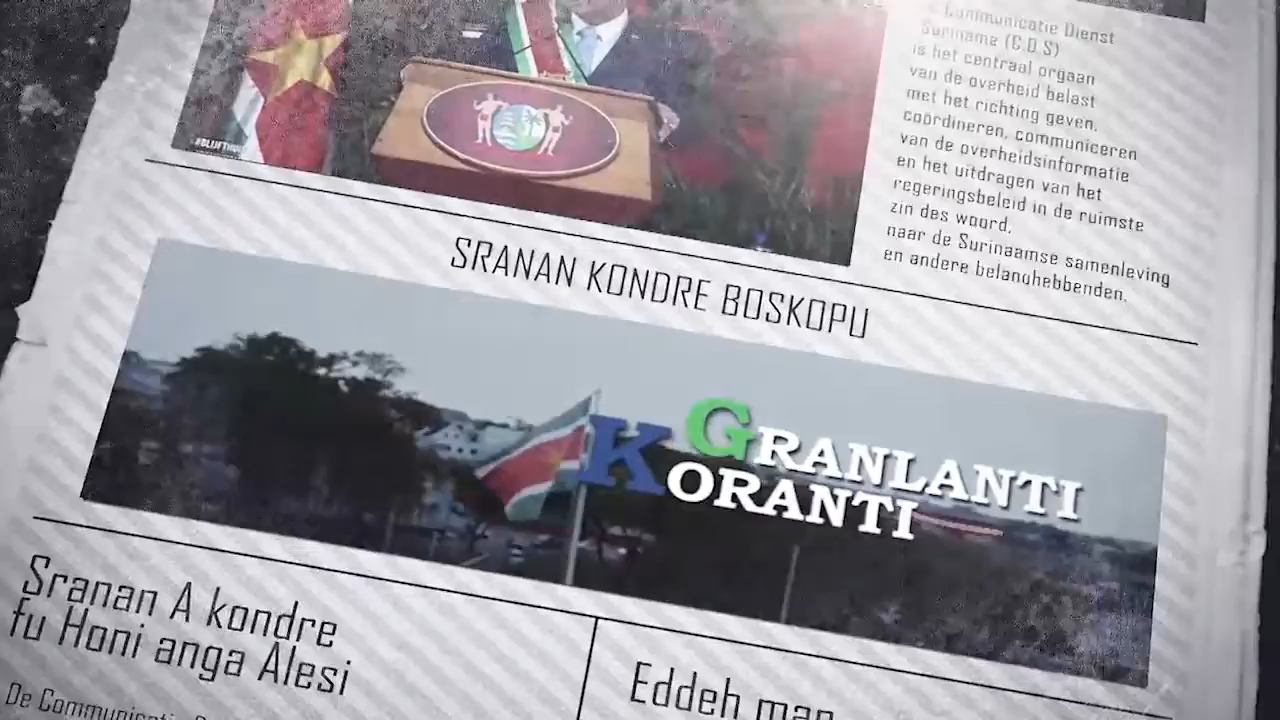 Communicatie Dienst
Suriname (C.D.S)
is het centraal orgaan
van de overheid belast
met het richting geven,
coördineren, communiceren
van de overheidsinformatie
en het uitdragen van het
regeringsbeleid in de ruimste
zin des woord,
naar de Surinaamse samenleving
en andere belanghebbenden.
SRANAN KONDRE BOSKOPU
GRANLANTI
KORANTI
Sranan A kondre
fu Honi anga Alesi
De
Eddeh man